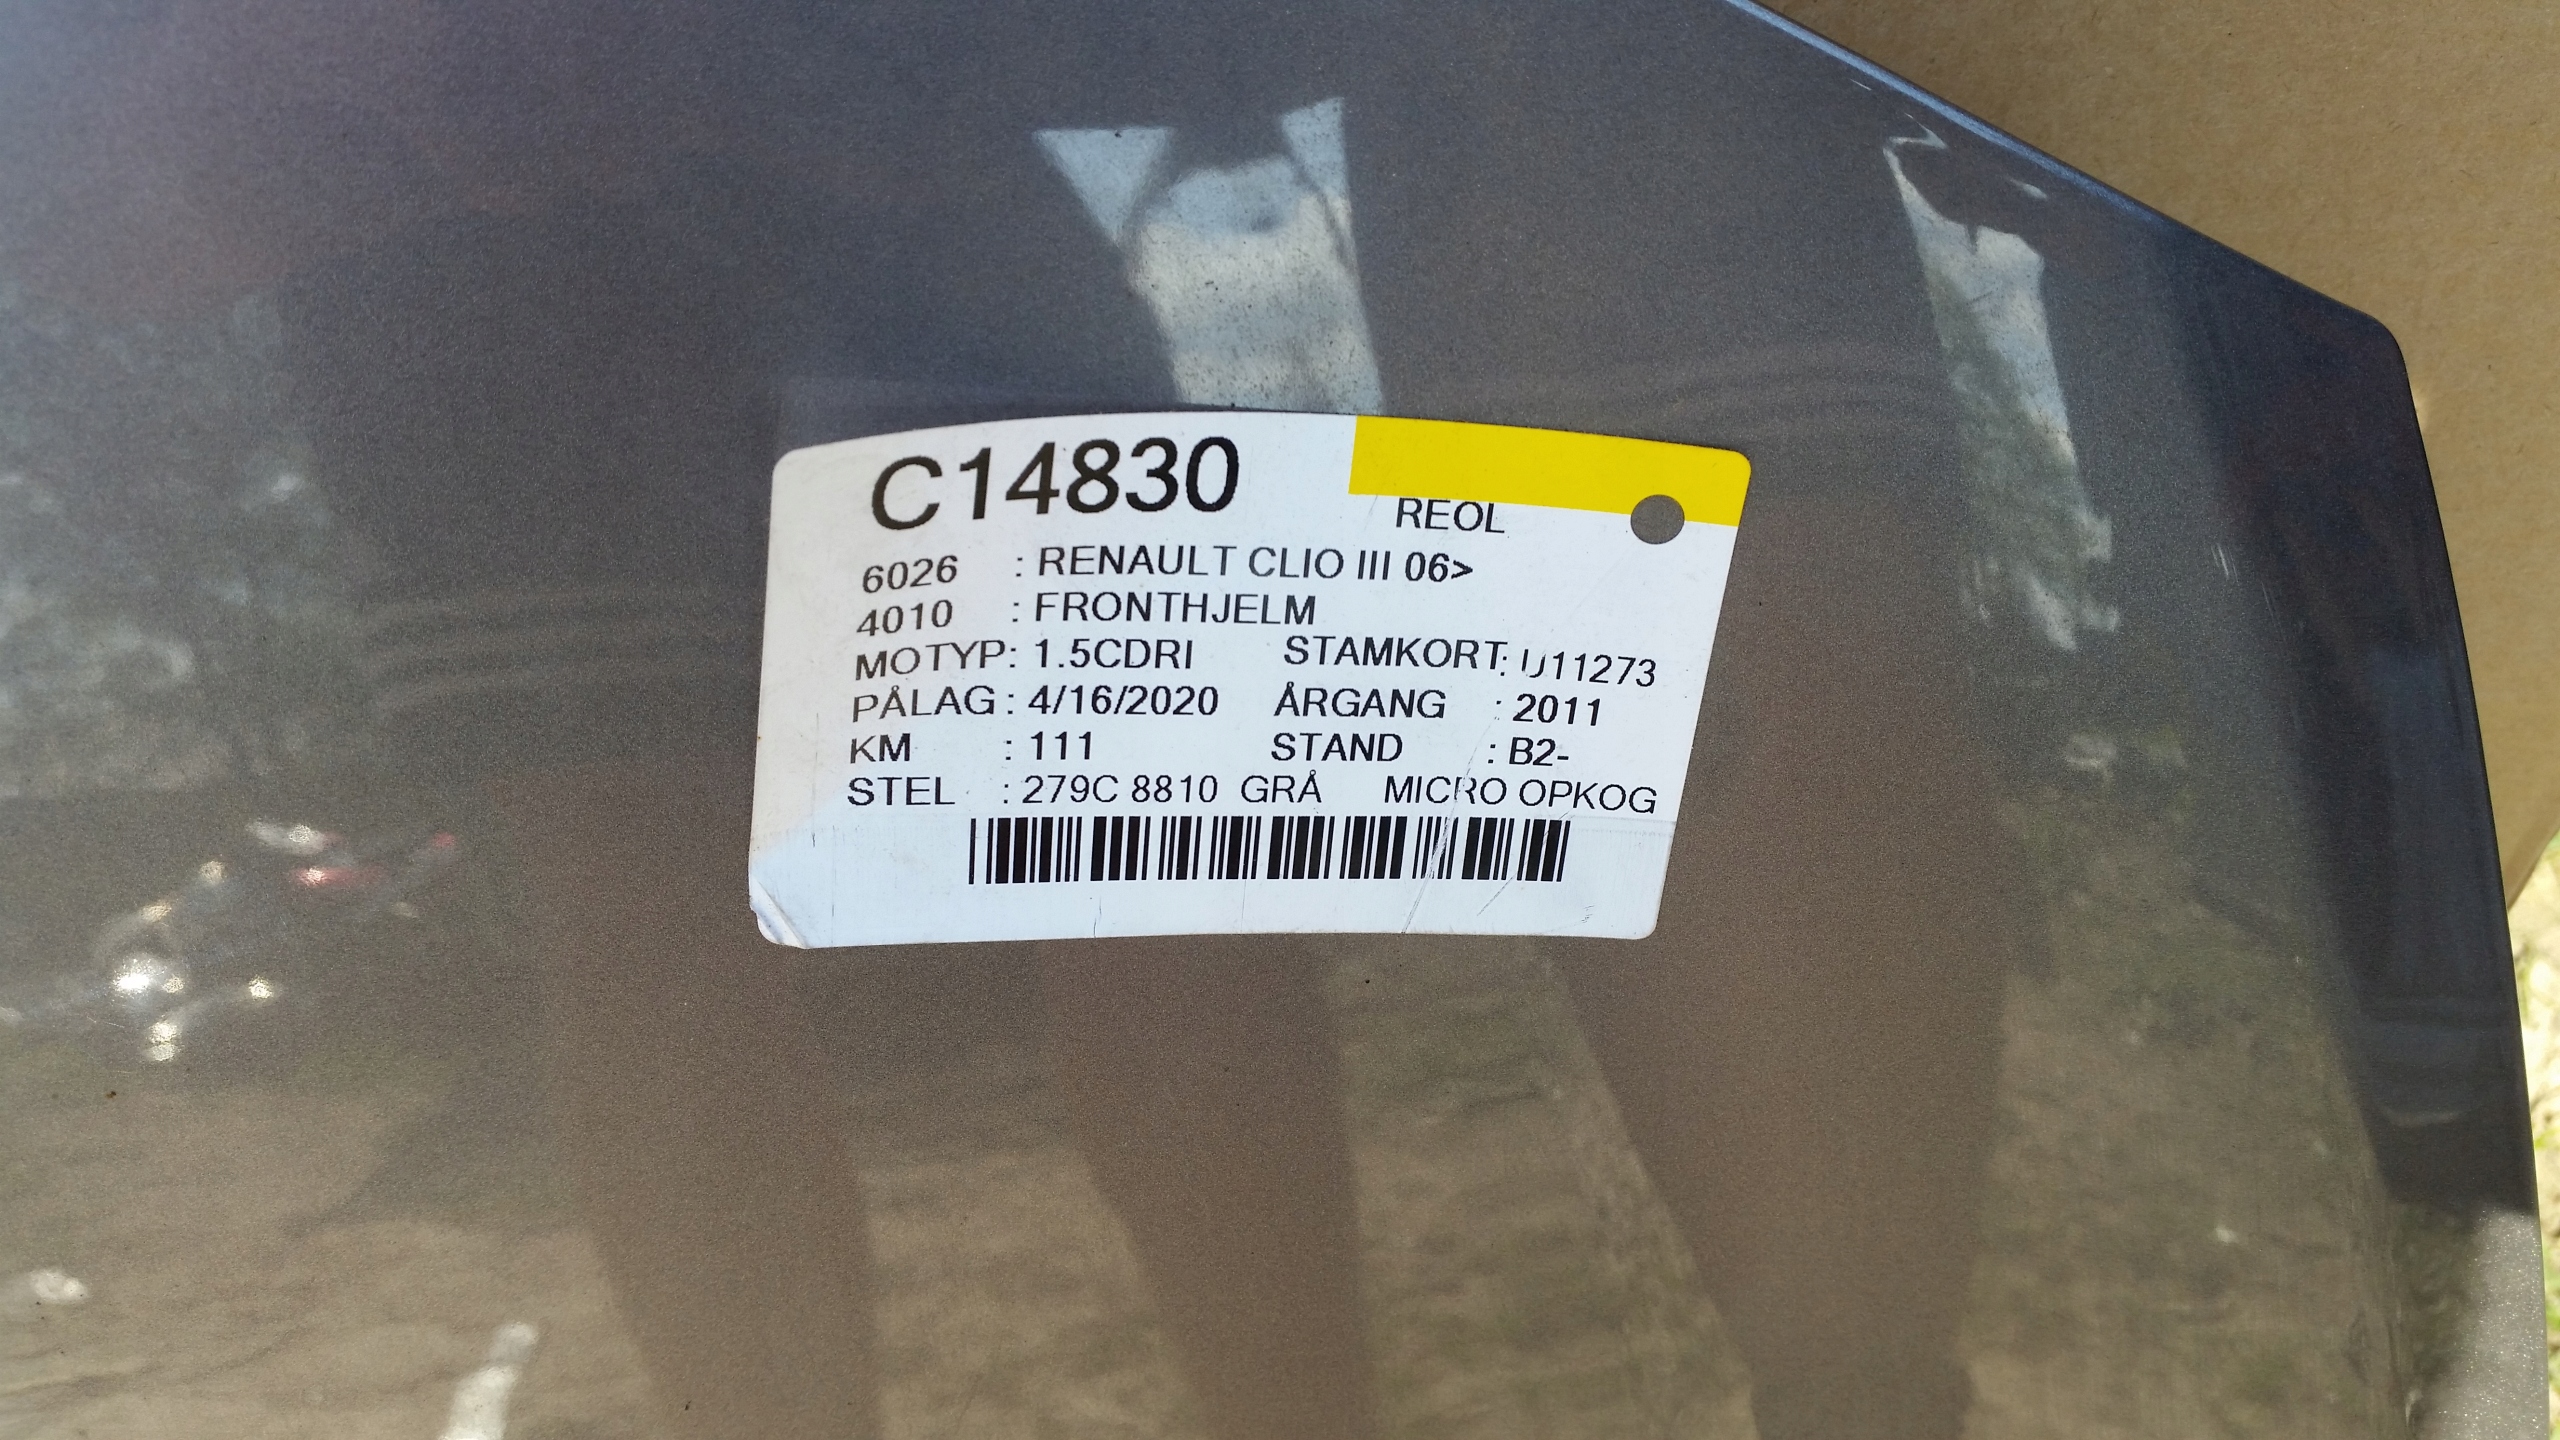 C14830
REOL
6026 : RENAULT CLIO III 06>
4010 : FRONTHJELM
MOTYP : 1.5CDRI STAMKORT :
PÅLAG : 4/16/2020 ÅRGANG : 2011
KM : 111 STAND : B2-
STEL : 279C 8810 GRÅ MICRO OPKOG